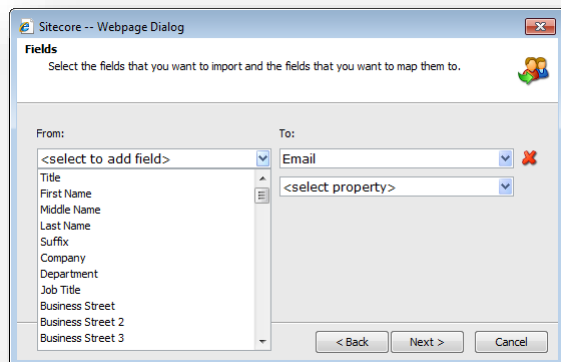 Sitecore -- Webpage Dialog
Fields
Select the fields that you want to import and the fields that you want to map them to.
From:
To:
<select to add field>
Email
Title
<select property>
First Name
Middle Name
Last Name
Suffix
Company
Department
Job Title
Business Street
Business Street 2
Business Street 3
< Back
Next >
Cancel